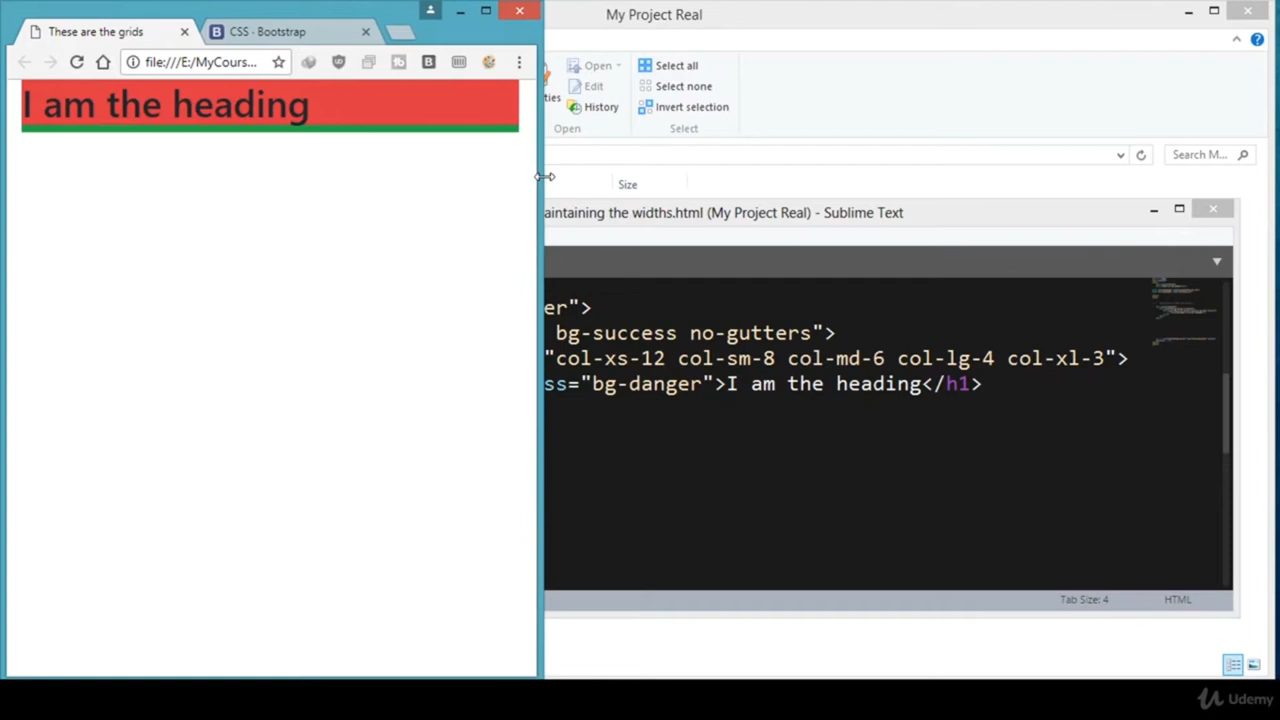 My Project Real
These are the grids
CSS · Bootstrap
file:///E:/MyCours...
I am the heading
Open
Edit
History
Open
Select all
Select none
Invert selection
Select
ties
Search M...
Size
aintaining the widths.html (My Project Real) - Sublime Text
er">
bg-success no-gutters">
"col-xs-12 col-sm-8 col-md-6 col-lg-4 col-xl-3">
ss="bg-danger">I am the heading</h1>
Tab Size: 4
HTML
Udemy